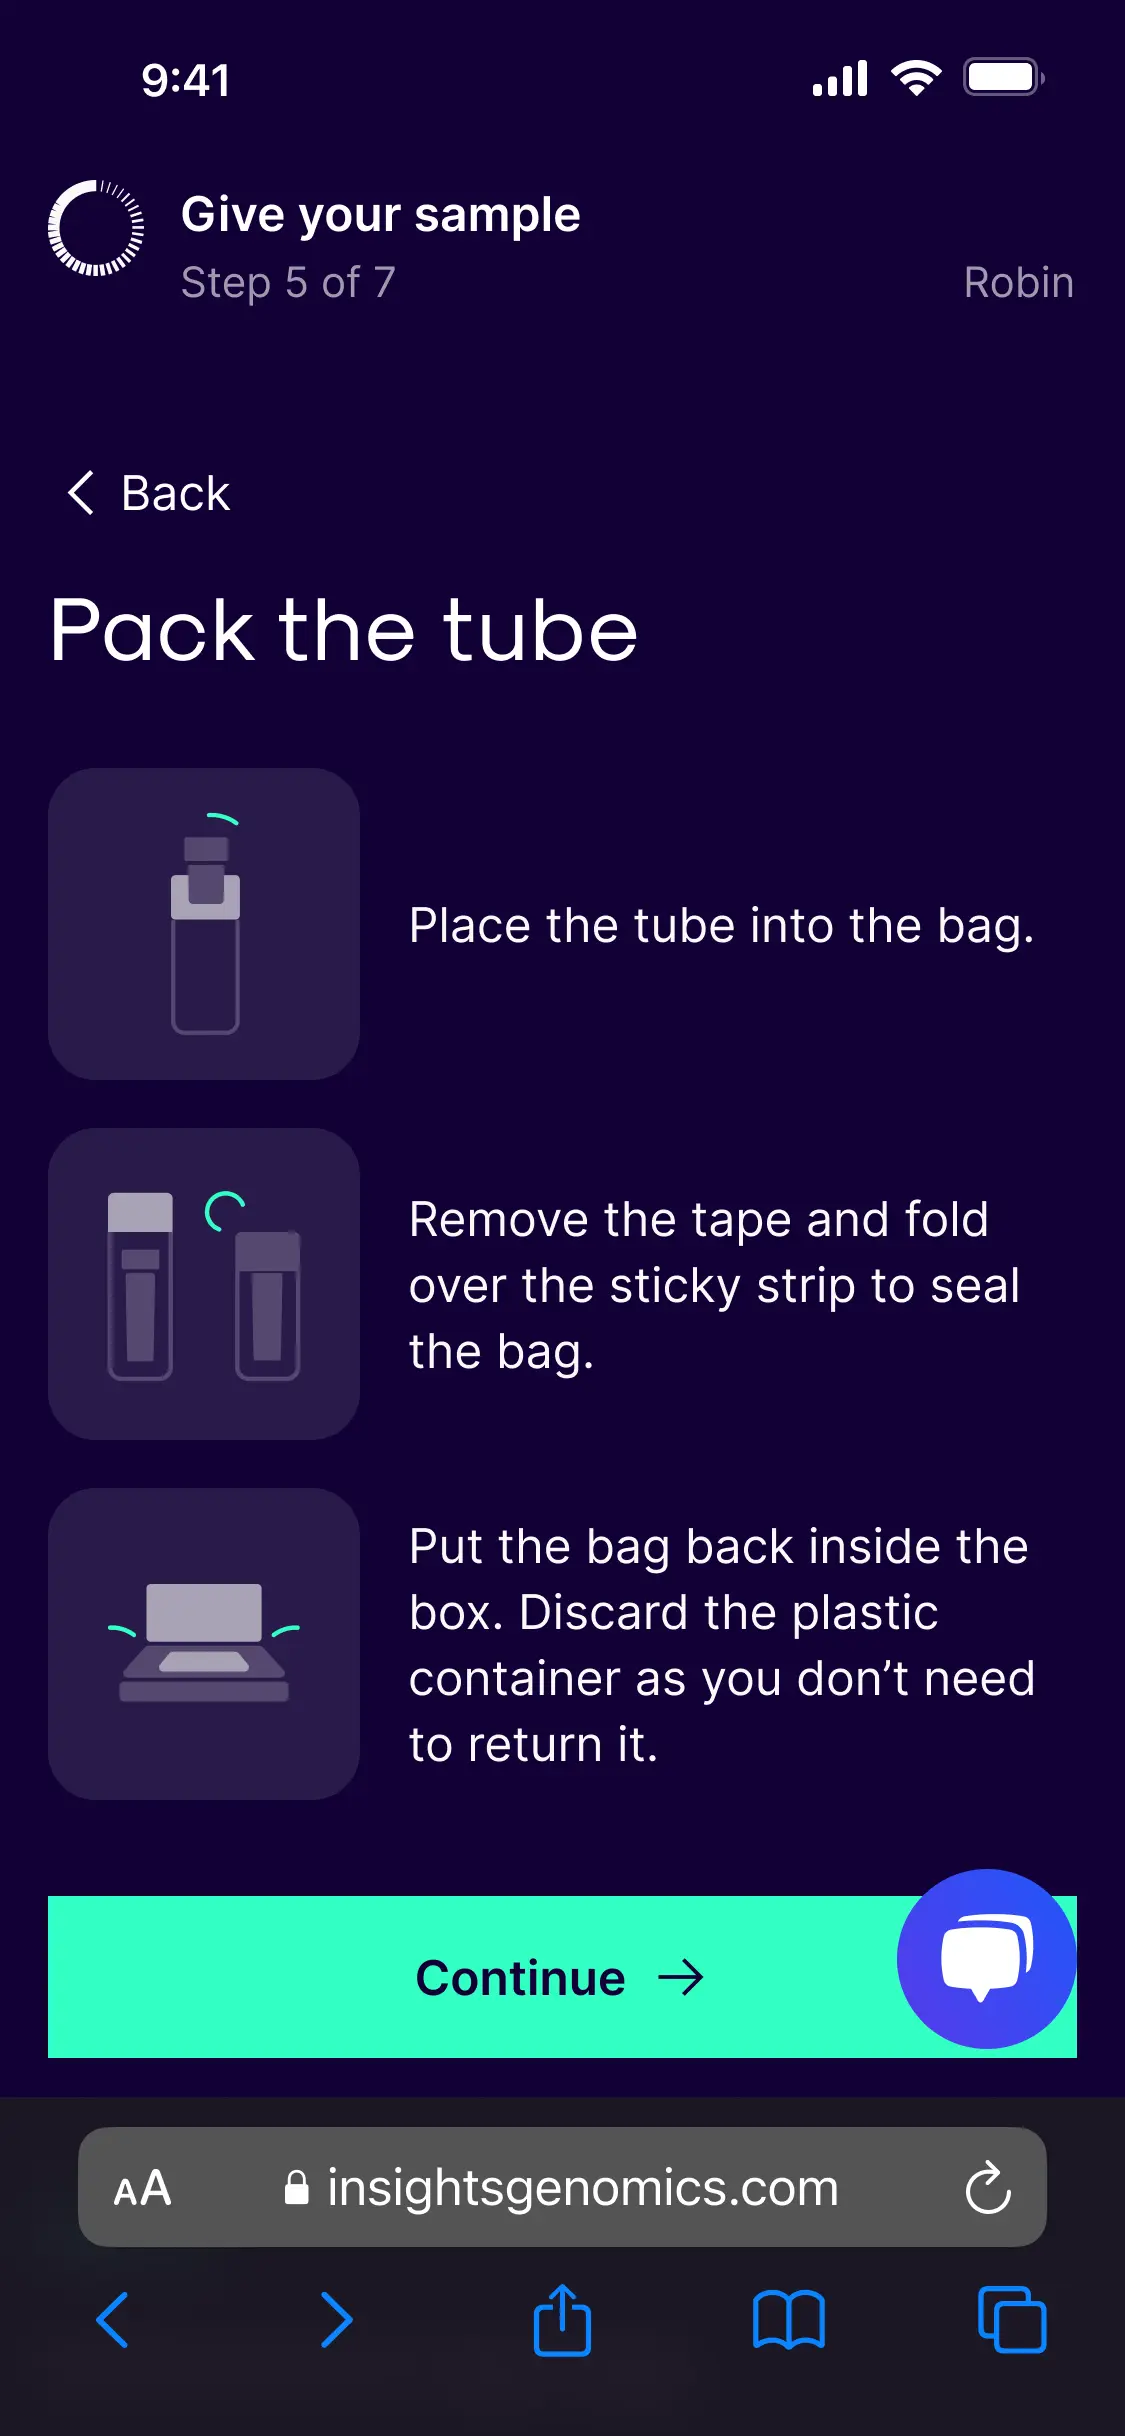 9:41
Give your sample
Step 5 of 7
Robin
Back
Pack the tube
Place the tube into the bag.
Remove the tape and fold
over the sticky strip to seal
the bag.
Put the bag back inside the
box. Discard the plastic
container as you don’t need
to return it.
Continue
AA
insightsgenomics.com